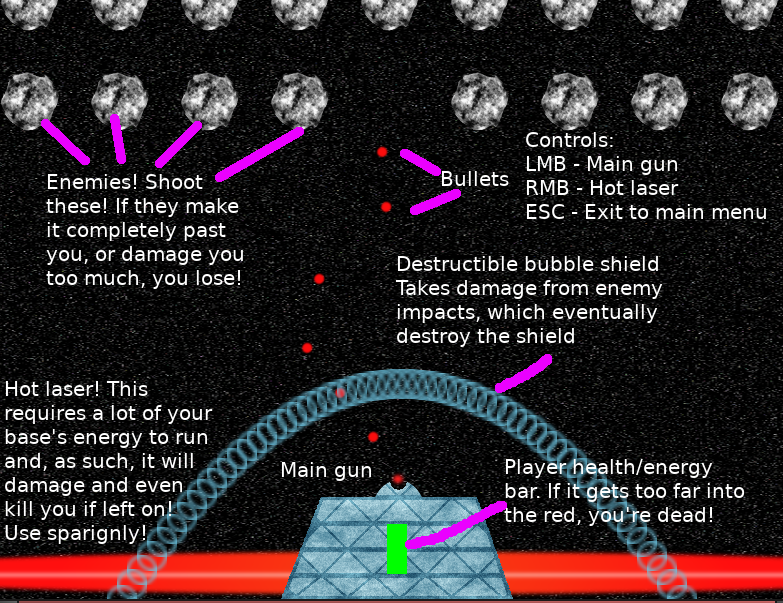 Controls:
LMB - Main gun
RMB - Hot laser
ESC - Exit to main menu
Bullets
Enemies! Shoot
these! If they make
it completely past
you, or damage you
too much, you lose!
Destructible bubble shield
Takes damage from enemy
impacts, which eventually
destroy the shield
Hot laser! This
requires a lot of your
base's energy to run
and, as such, it will
damage and even
kill you if left on!
Use sparignly!
Main gun
Player health/energy
bar. If it gets too far into
the red, you're dead!